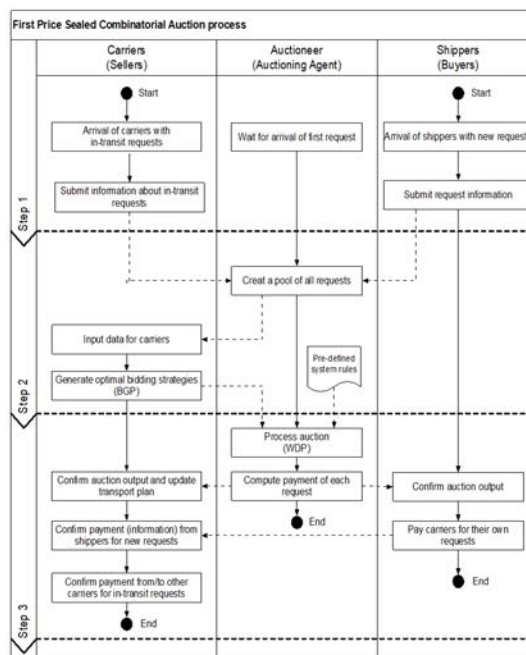 First Price Sealed Combinatorial Auction process
Carriers
(Sellers)
Auctioneer
(Auctioning Agent)
Shippers
(Buyers)
Start
Start
Arrival of carriers with
in-transit requests
Wait for arrival of first request
Arrival of shippers with new request
Submit information about in-transit
requests
Submit request information
Step 1
Creat a pool of all requests
Input data for carriers
Pre-defined
system rules
Generate optimal bidding strategies
(BGP)
Step 2
Process auction
(WDP)
Confirm auction output and update
transport plan
Compute payment of each
request
Confirm auction output
End
Confirm payment (information) from
shippers for new requests
Pay carriers for their own
requests
Confirm payment from/to other
carriers for in-transit requests
End
End
Step 3